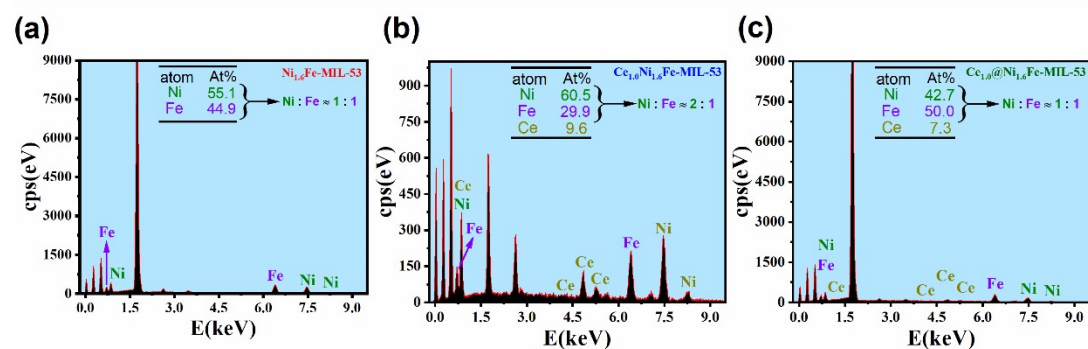 (a)
Ni1.6Fe-MIL-53
atom At%
Ni 55.1
Fe 44.9
Ni : Fe ≈ 1 : 1
Fe
Ni
Fe
Ni
Ni
cps(eV)
9000
7500
6000
4500
3000
1500
0
0.0 1.5 3.0 4.5 6.0 7.5 9.0
E(keV)
(b)
Ce1.0Ni1.6Fe-MIL-53
atom At%
Ni 60.5
Fe 29.9
Ce 9.6
Ni : Fe ≈ 2 : 1
Ce
Ni
Fe
Ce
Ce
Ce
Fe
Ni
Ni
cps(eV)
900
750
600
450
300
150
0
0.0 1.5 3.0 4.5 6.0 7.5 9.0
E(keV)
(c)
Ce1.0@Ni1.6Fe-MIL-53
atom At%
Ni 42.7
Fe 50.0
Ce 7.3
Ni : Fe ≈ 1 : 1
Ni
Fe
Ce
Ce
Ce
Ce
Fe
Ni
Ni
cps(eV)
9000
7500
6000
4500
3000
1500
0
0.0 1.5 3.0 4.5 6.0 7.5 9.0
E(keV)